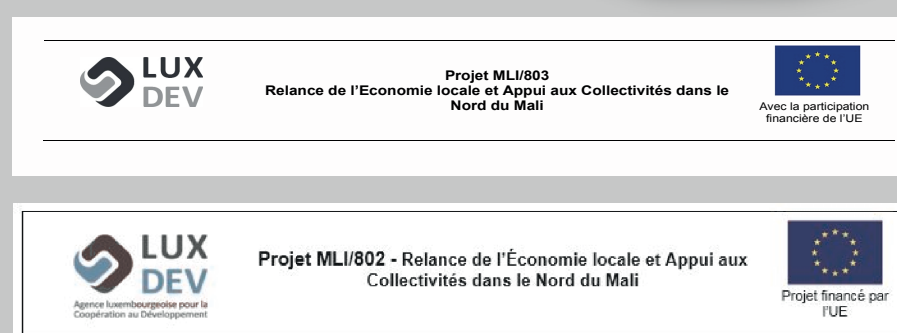 LUX
DEV
Projet MLI/803
Relance de l'Economie locale et Appui aux Collectivités dans le
Nord du Mali
Avec la participation
financière de l'UE
LUX
DEV
Agence luxembourgeoise pour la
Coopération au Développement
Projet MLI/802 - Relance de l'Économie locale et Appui aux
Collectivités dans le Nord du Mali
Projet financé par
l'UE